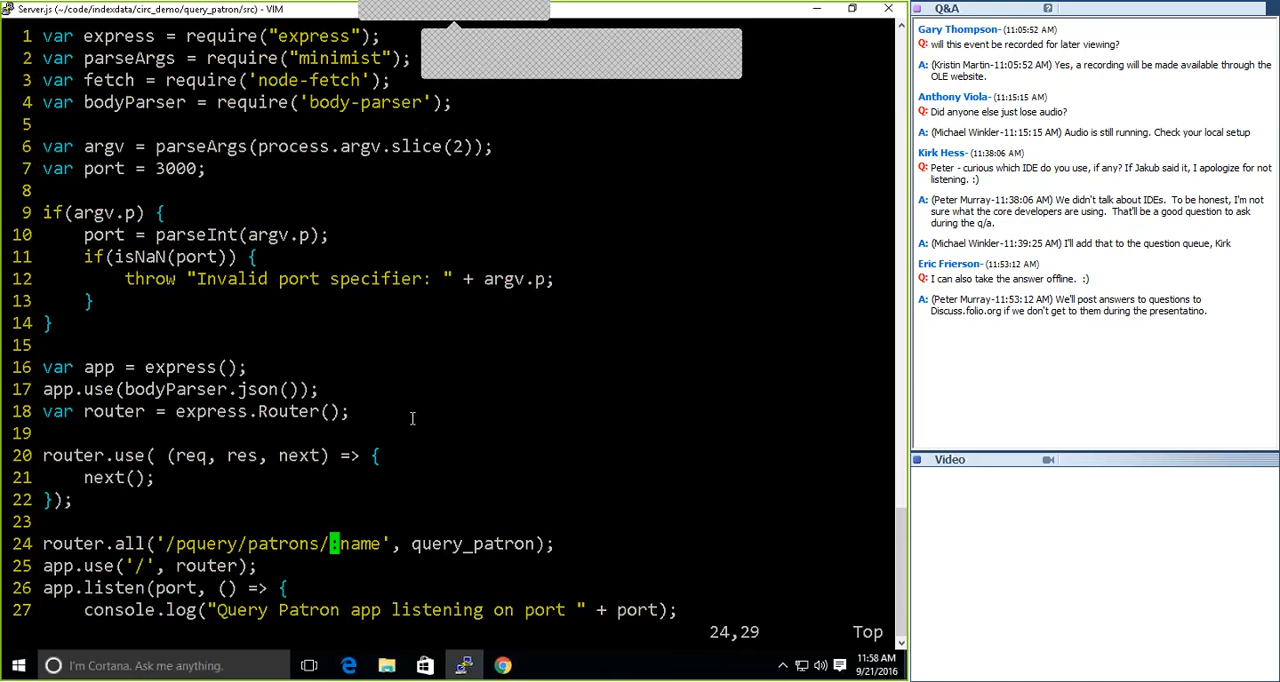 Server.js (~/code/indexdata/circ_demo/query_patron/src) - VIM
1 var express = require("express");
2 var parseArgs = require("minimist");
3 var fetch = require('node-fetch');
4 var bodyParser = require('body-parser');
5
6 var argv = parseArgs(process.argv.slice(2));
7 var port = 3000;
8
9 if(argv.p) {
10     port = parseInt(argv.p);
11     if(isNaN(port)) {
12         throw "Invalid port specifier: " + argv.p;
13     }
14 }
15
16 var app = express();
17 app.use(bodyParser.json());
18 var router = express.Router();
19
20 router.use( (req, res, next) => {
21     next();
22 });
23
24 router.all('/pquery/patrons/:name', query_patron);
25 app.use('/', router);
26 app.listen(port, () => {
27     console.log("Query Patron app listening on port " + port);
24,29 Top
I'm Cortana. Ask me anything.
11:58 AM
9/21/2016
Q&A
Gary Thompson- (11:05:52 AM)
Q: will this event be recorded for later viewing?
A: (Kristin Martin-11:05:52 AM) Yes, a recording will be made available through the
OLE website.
Anthony Viola- (11:15:15 AM)
Q: Did anyone else just lose audio?
A: (Michael Winkler-11:15:15 AM) Audio is still running. Check your local setup
Kirk Hess- (11:38:06 AM)
Q: Peter - curious which IDE do you use, if any? If Jakub said it, I apologize for not
listening. :)
A: (Peter Murray-11:38:06 AM) We didn't talk about IDEs. To be honest, I'm not
sure what the core developers are using. That'll be a good question to ask
during the q/a.
A: (Michael Winkler-11:39:25 AM) I'll add that to the question queue, Kirk
Eric Frierson- (11:53:12 AM)
Q: I can also take the answer offline. :)
A: (Peter Murray-11:53:12 AM) We'll post answers to questions to
Discuss.folio.org if we don't get to them during the presentatino.
Video